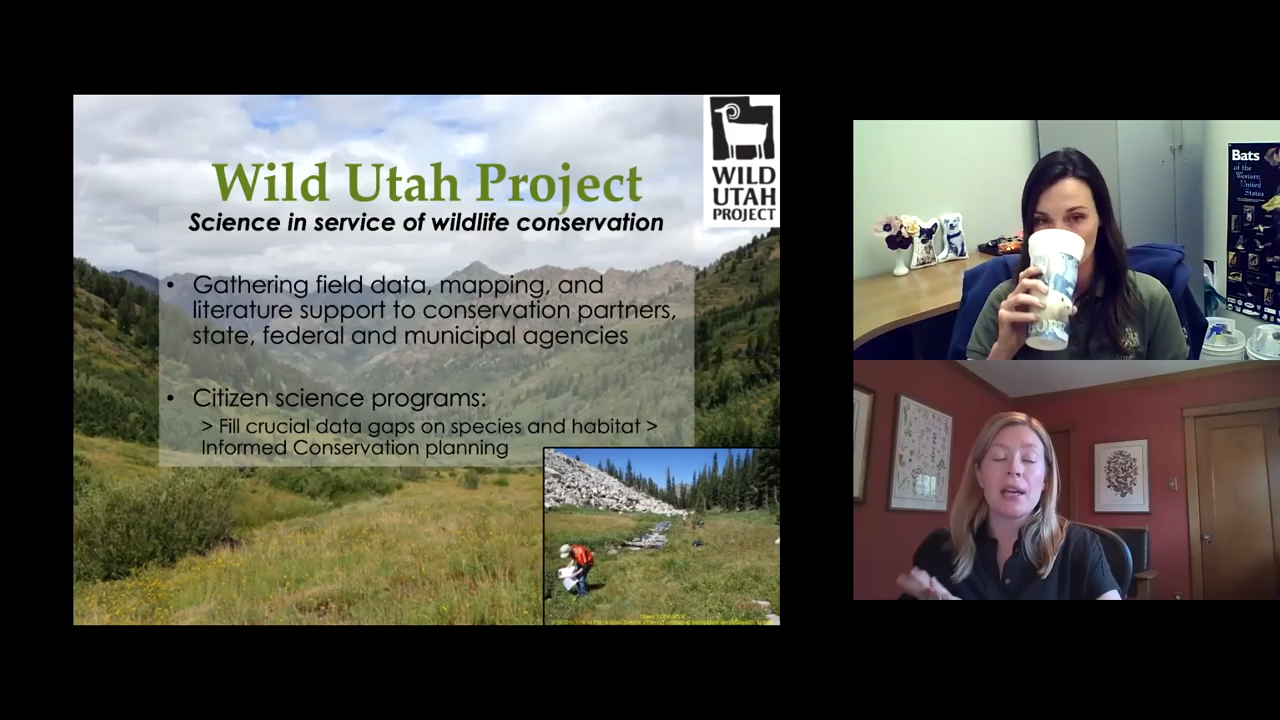 Wild Utah Project
Science in service of wildlife conservation
WILD
UTAH
PROJECT
• Gathering field data, mapping, and
literature support to conservation partners,
state, federal and municipal agencies
• Citizen science programs:
> Fill crucial data gaps on species and habitat >
Informed Conservation planning
Bats
of the
Western
United
States